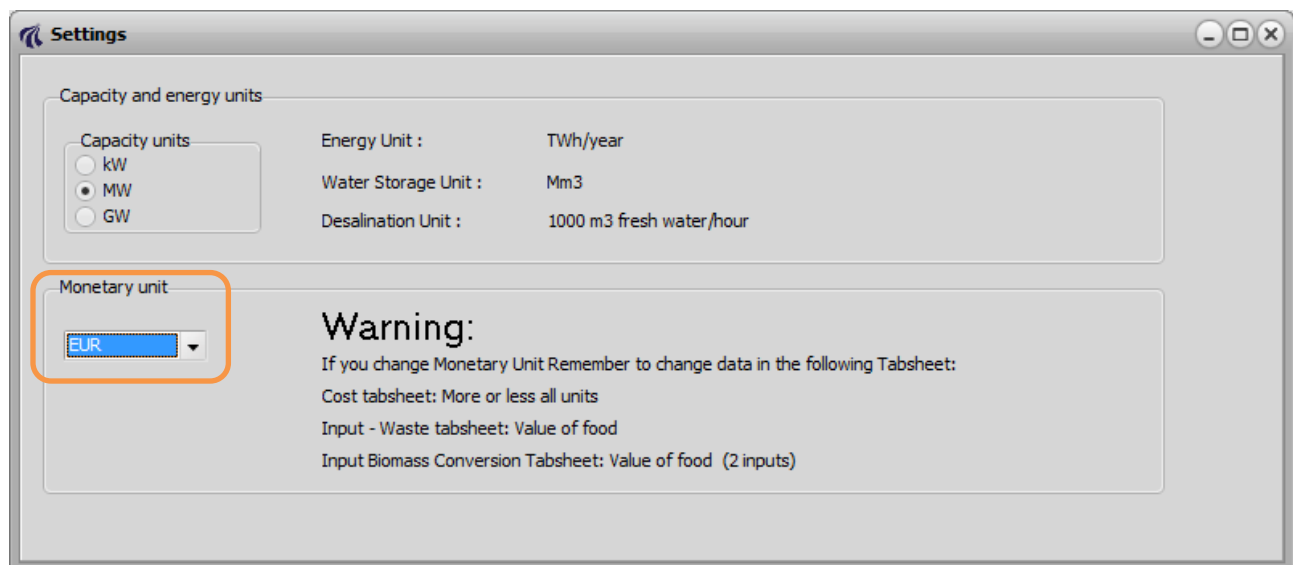 Settings
Capacity and energy units
Capacity units
kW
MW
GW
Energy Unit : TWh/year
Water Storage Unit : Mm3
Desalination Unit : 1000 m3 fresh water/hour
Monetary unit
EUR
Warning:
If you change Monetary Unit Remember to change data in the following Tabsheet:
Cost tabsheet: More or less all units
Input - Waste tabsheet: Value of food
Input Biomass Conversion Tabsheet: Value of food (2 inputs)